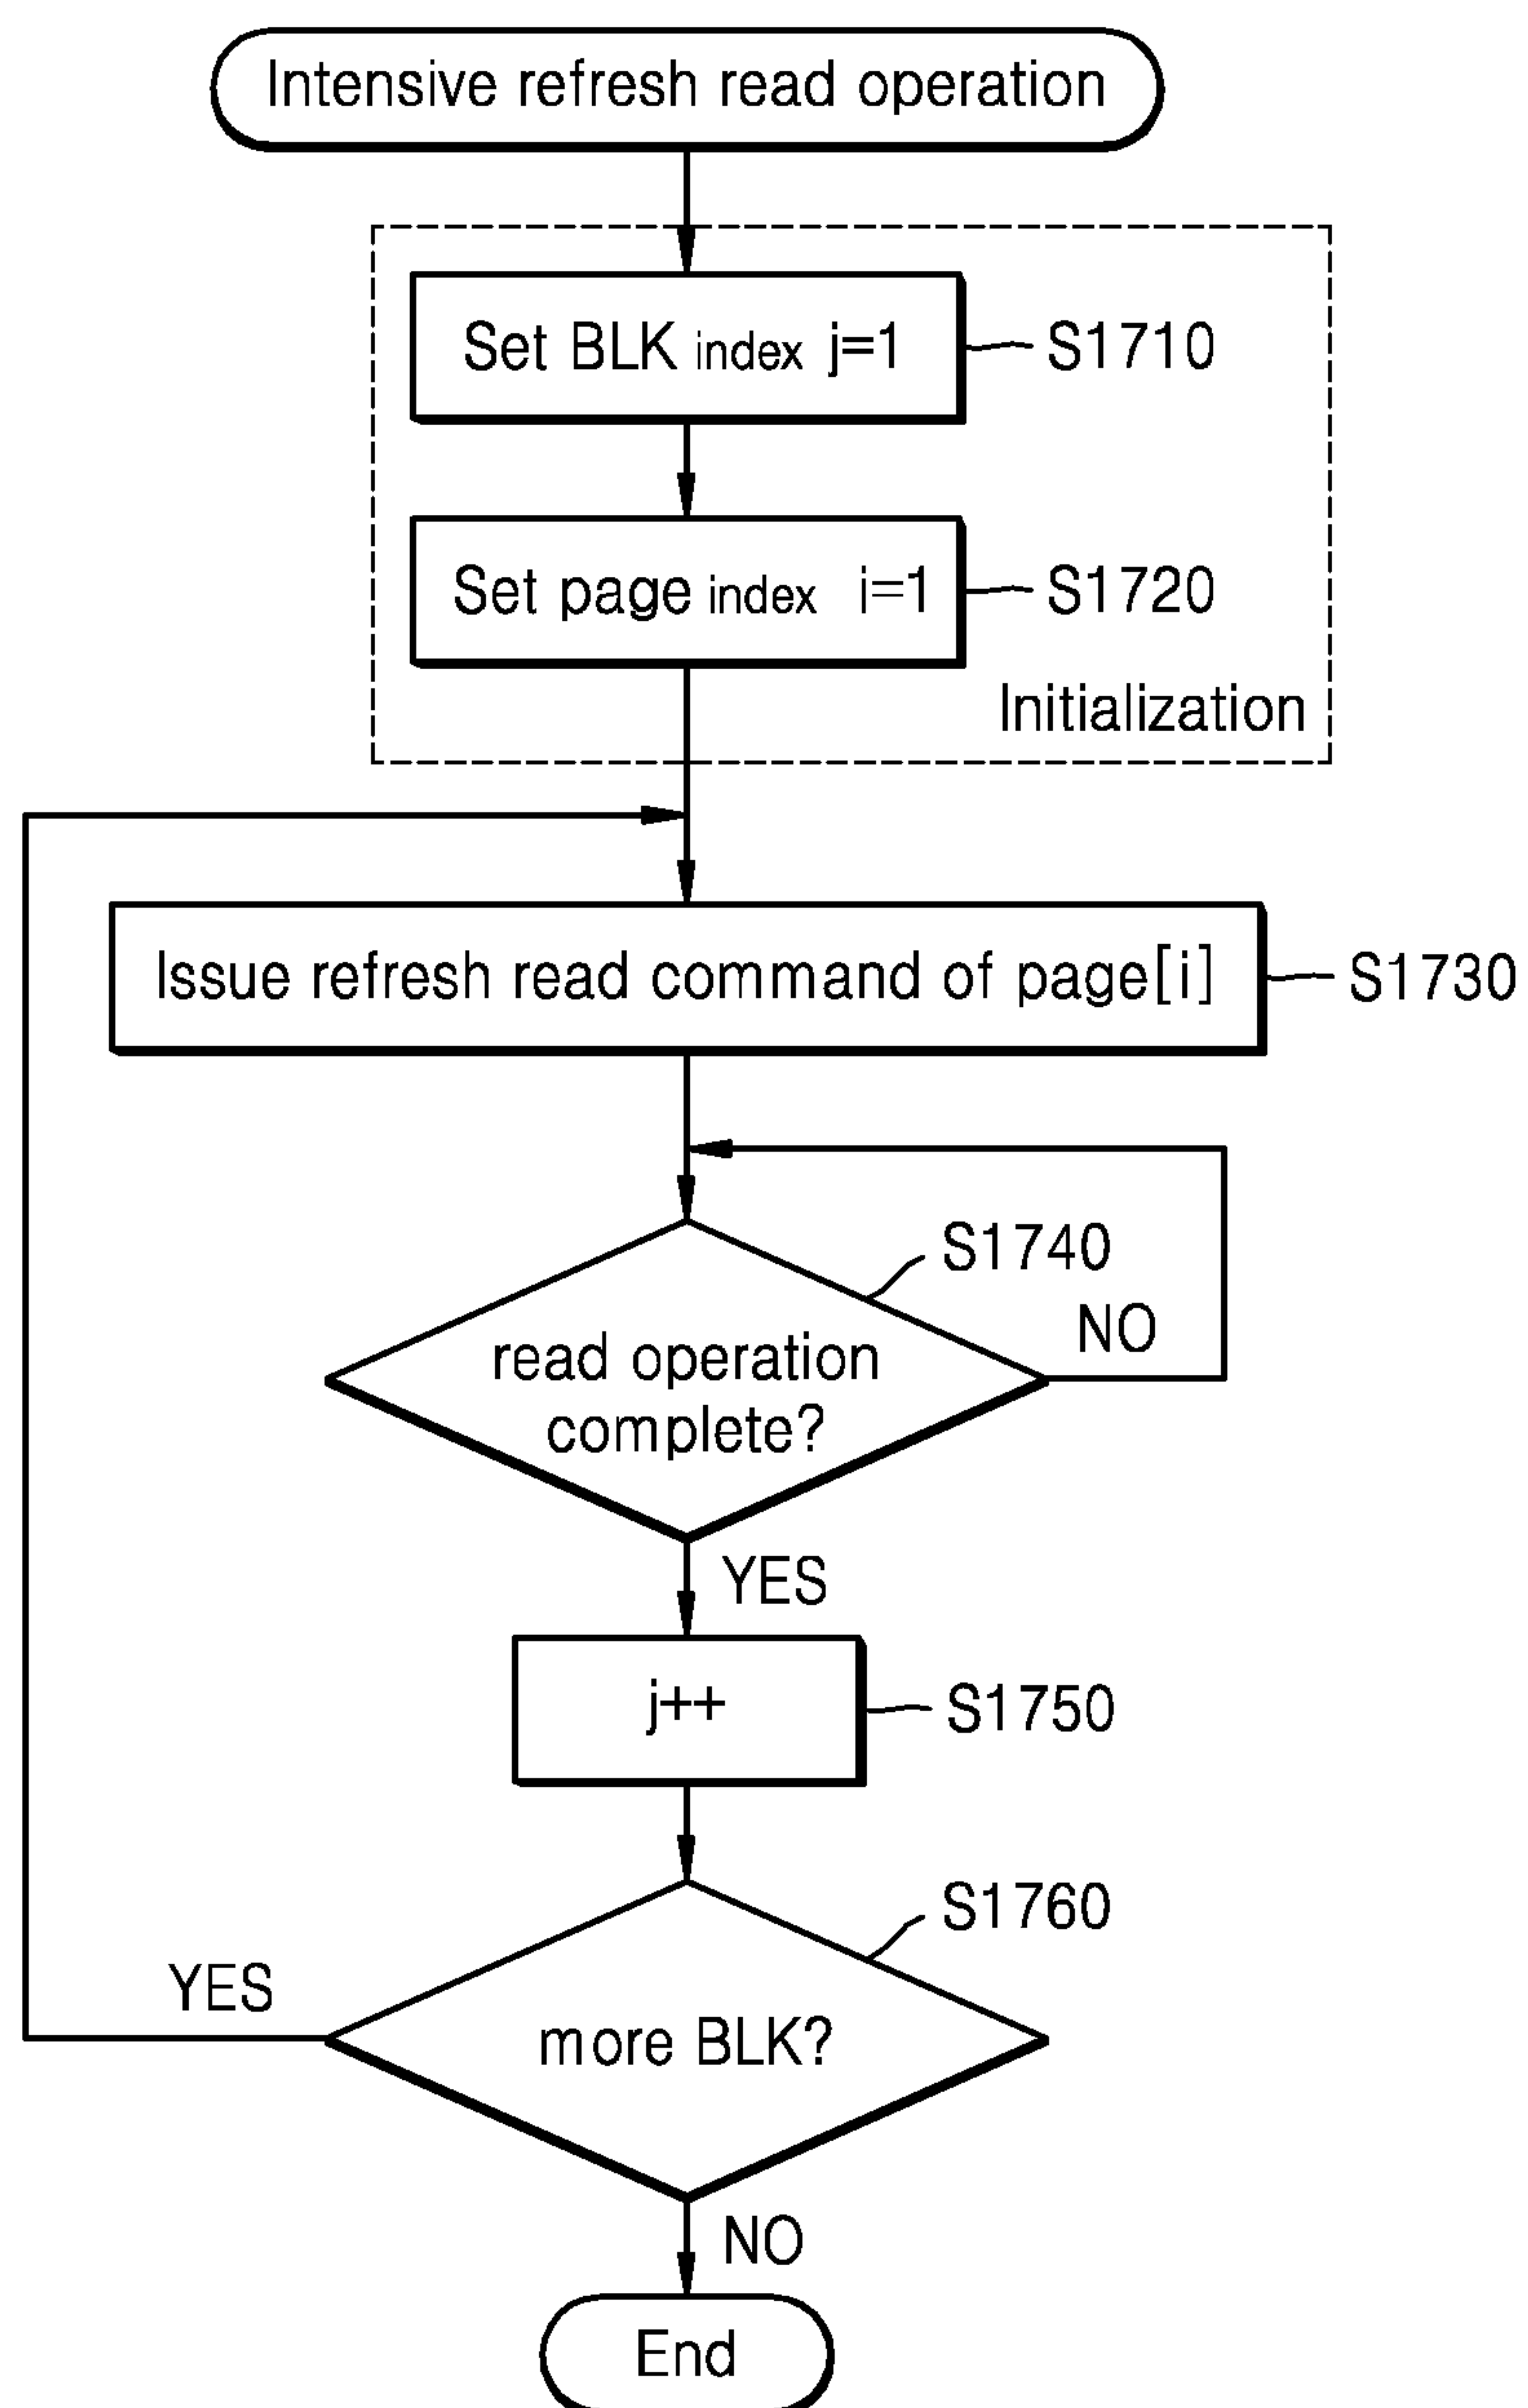 Intensive refresh read operation
Set BLK index j=1
S1710
Set page index i=1
S1720
Initialization
Issue refresh read command of page[i]
S1730
S1740
NO
read operation
complete?
YES
j++
S1750
S1760
YES
more BLK?
NO
End